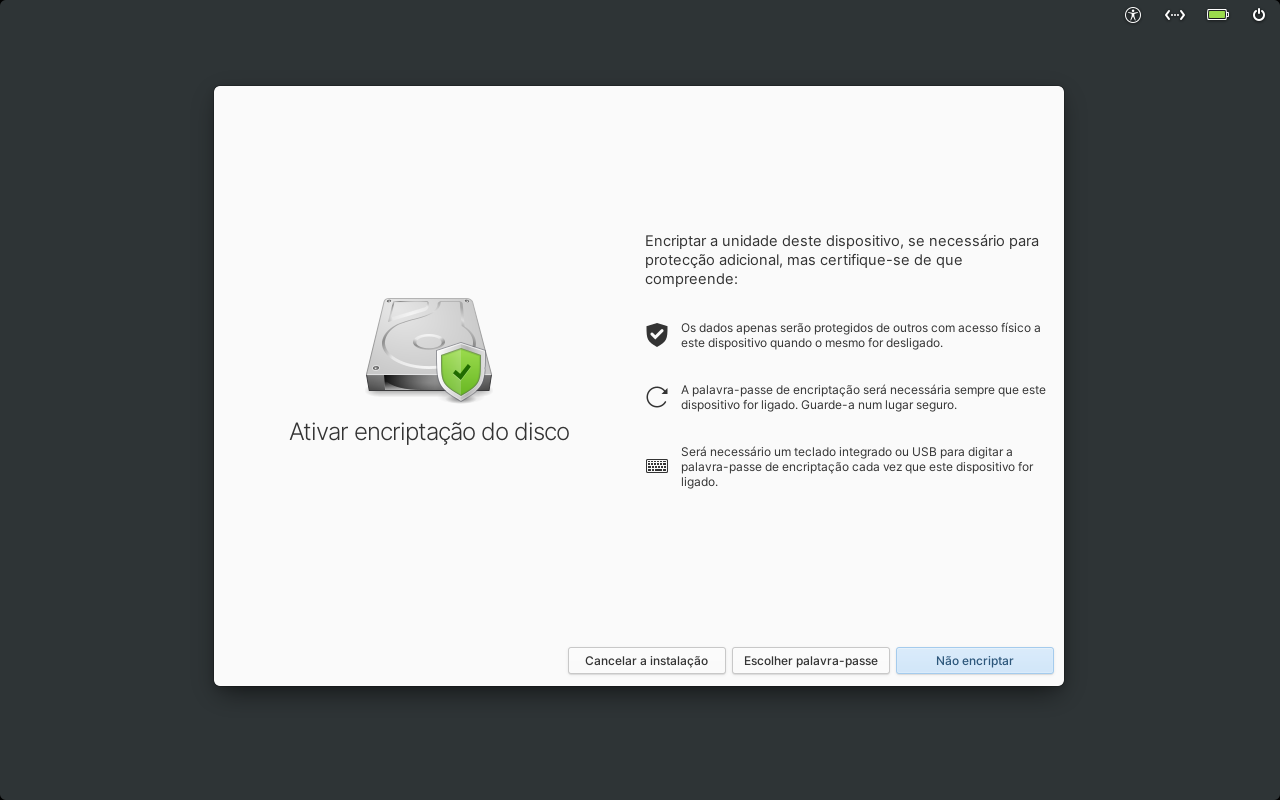 Encriptar a unidade deste dispositivo, se necessário para
protecção adicional, mas certifique-se de que
compreende:
Os dados apenas serão protegidos de outros com acesso físico a
este dispositivo quando o mesmo for desligado.
A palavra-passe de encriptação será necessária sempre que este
dispositivo for ligado. Guarde-a num lugar seguro.
Ativar encriptação do disco
Será necessário um teclado integrado ou USB para digitar a
palavra-passe de encriptação cada vez que este dispositivo for
ligado.
Cancelar a instalação
Escolher palavra-passe
Não encriptar